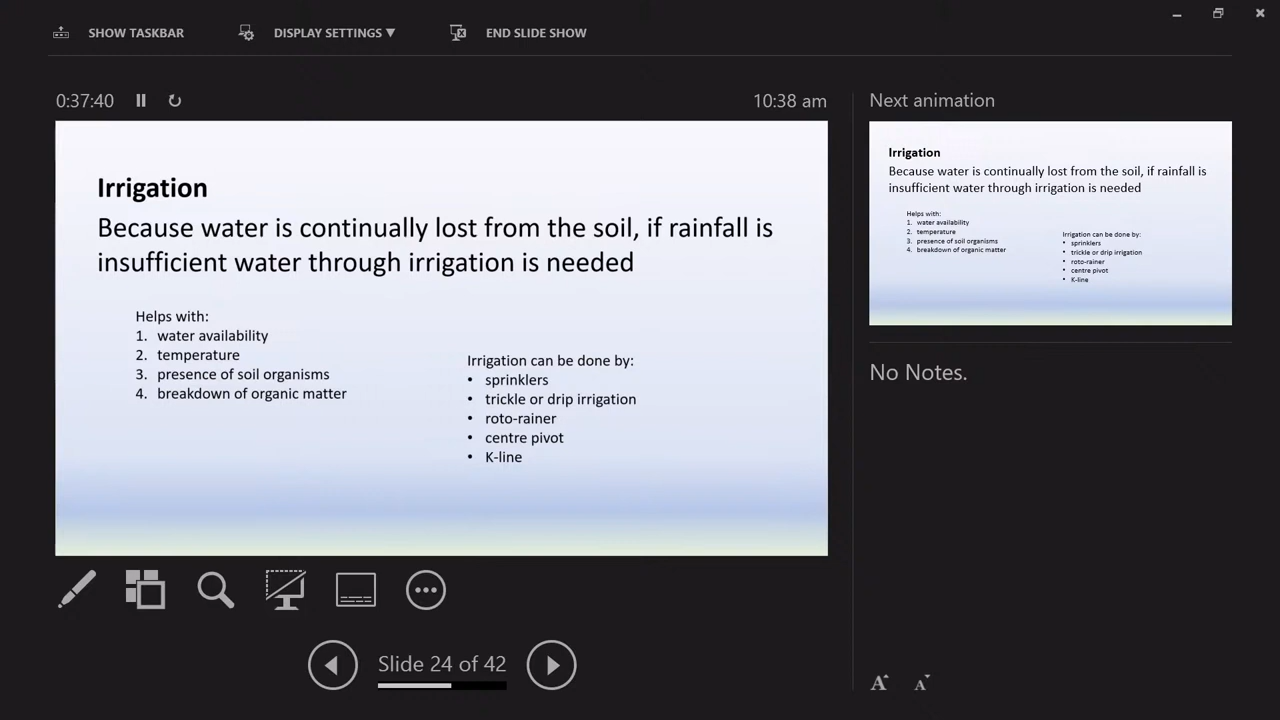 SHOW TASKBAR
DISPLAY SETTINGS ▼
END SLIDE SHOW
0:37:40
10:38 am
Irrigation
Because water is continually lost from the soil, if rainfall is
insufficient water through irrigation is needed
Helps with:
1. water availability
2. temperature
3. presence of soil organisms
4. breakdown of organic matter
Irrigation can be done by:
• sprinklers
• trickle or drip irrigation
• roto-rainer
• centre pivot
• K-line
Slide 24 of 42
Next animation
Irrigation
Because water is continually lost from the soil, if rainfall is
insufficient water through irrigation is needed
Helps with:
1. water availability
2. temperature
3. presence of soil organisms
4. breakdown of organic matter
Irrigation can be done by:
• sprinklers
• trickle or drip irrigation
• roto-rainer
• centre pivot
• K-line
No Notes.
A A